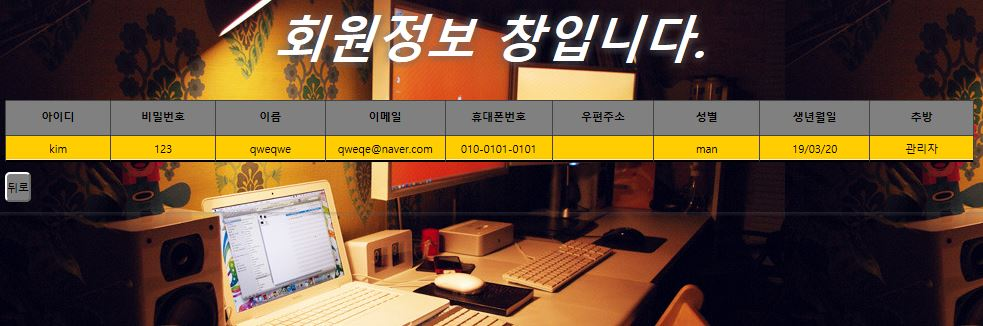 회원정보 창입니다.
아이디 비밀번호 이름 이메일 휴대폰번호 우편주소 성별 생년월일 추방
kim 123 qweqwe qweqe@naver.com 010-0101-0101 man 19/03/20 관리자
뒤로